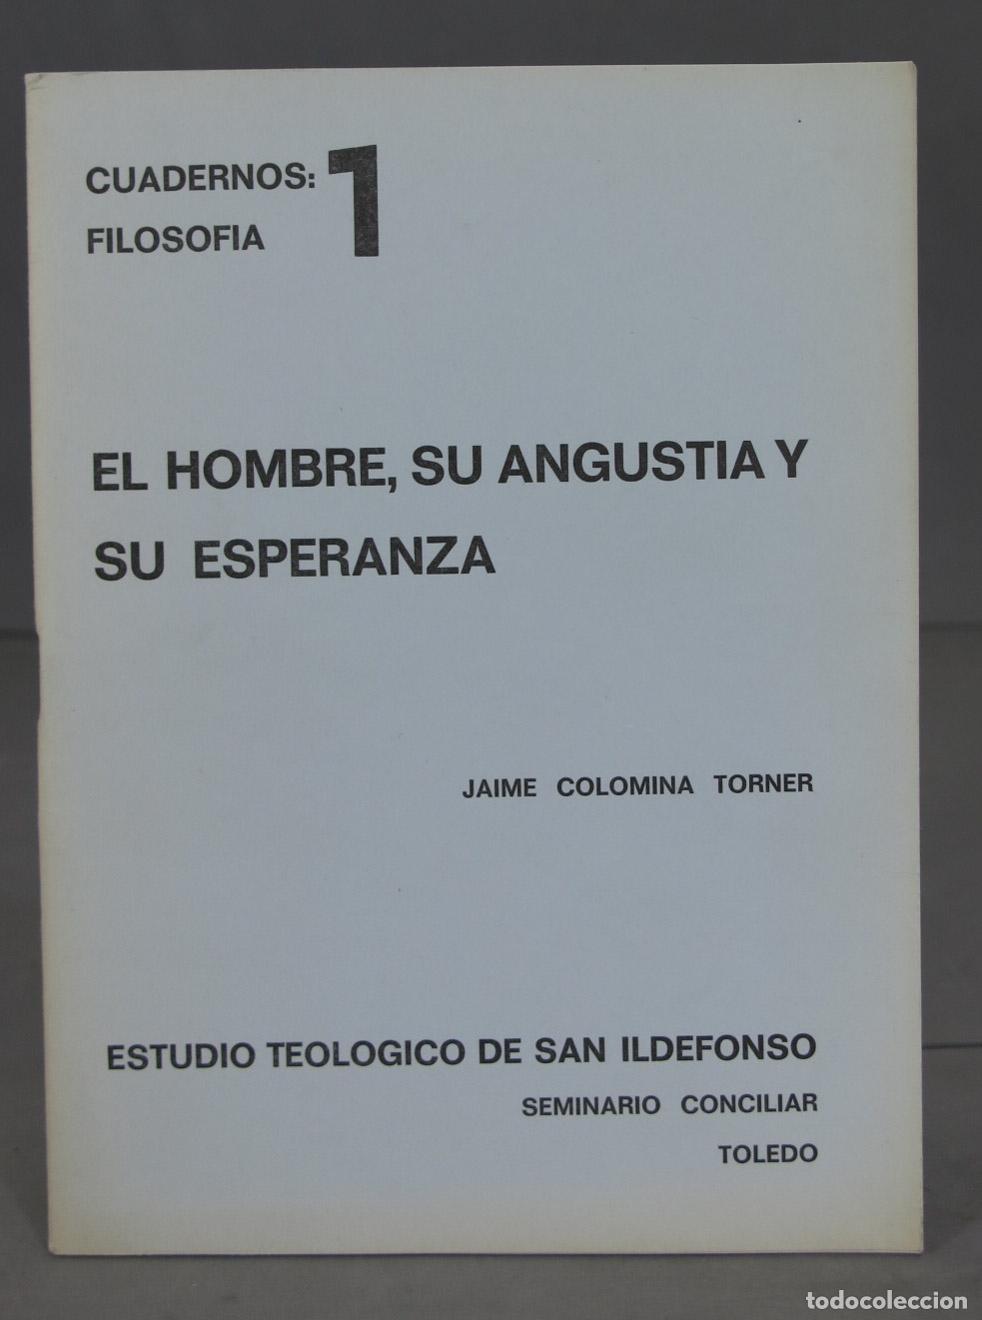 CUADERNOS: 1
FILOSOFIA
EL HOMBRE, SU ANGUSTIA Y
SU ESPERANZA
JAIME COLOMINA TORNER
ESTUDIO TEOLOGICO DE SAN ILDEFONSO
SEMINARIO CONCILIAR
TOLEDO
todocoleccion